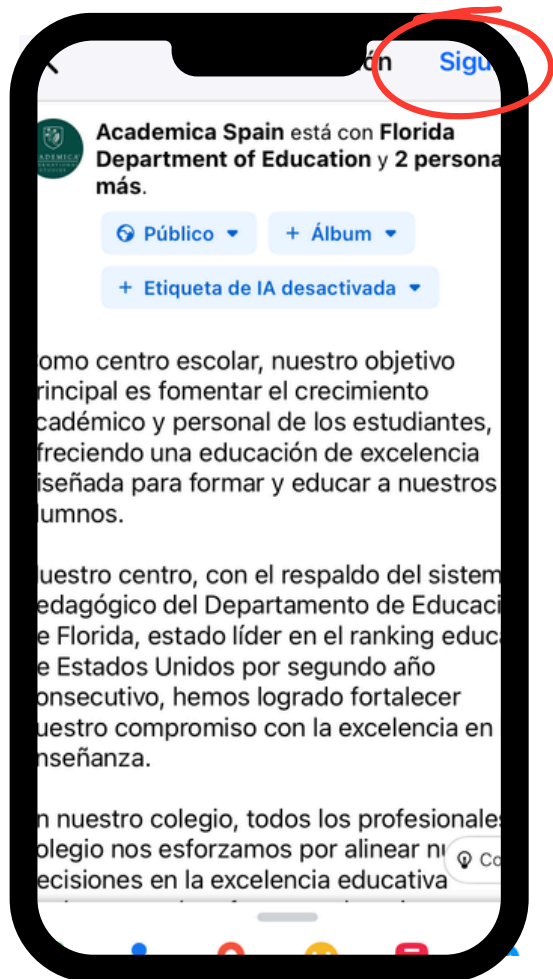 ón Sigu
Academica Spain está con Florida
Department of Education y 2 persona
más.
Público + Álbum
+ Etiqueta de IA desactivada
omo centro escolar, nuestro objetivo
rincipal es fomentar el crecimiento
cadémico y personal de los estudiantes,
freciendo una educación de excelencia
iseñada para formar y educar a nuestros
lumnos.
uestro centro, con el respaldo del sistem
edagógico del Departamento de Educaci
e Florida, estado líder en el ranking educa
e Estados Unidos por segundo año
onsecutivo, hemos logrado fortalecer
uestro compromiso con la excelencia en
nseñanza.
n nuestro colegio, todos los profesionales
olegio nos esforzamos por alinear nu
Co
ecisiones en la excelencia educativa